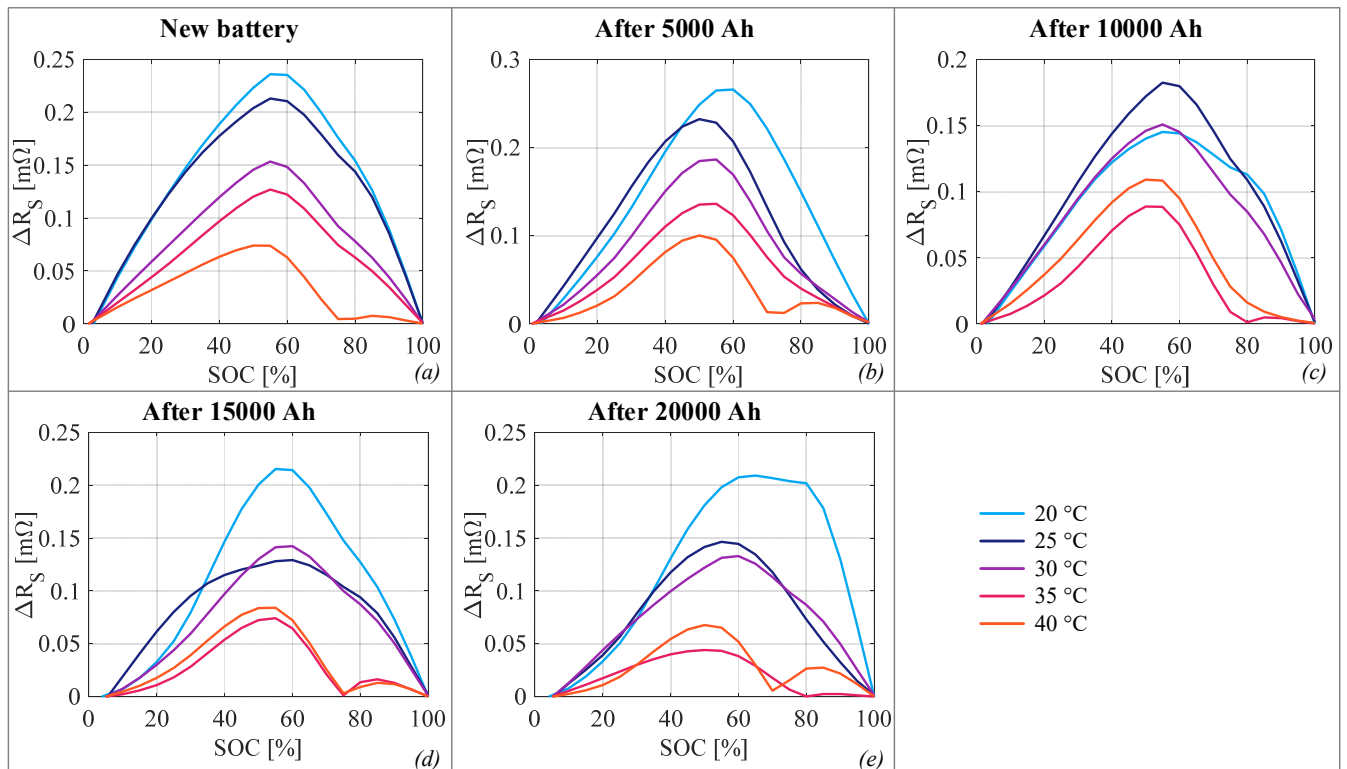 New battery
0.25
0.2
0.15
0.1
0.05
0
0 20 40 60 80 100
ΔR_S [mΩ]
SOC [%]
(a)
After 5000 Ah
0.3
0.2
0.1
0
0 20 40 60 80 100
ΔR_S [mΩ]
SOC [%]
(b)
After 10000 Ah
0.2
0.15
0.1
0.05
0
0 20 40 60 80 100
ΔR_S [mΩ]
SOC [%]
(c)
After 15000 Ah
0.25
0.2
0.15
0.1
0.05
0
0 20 40 60 80 100
ΔR_S [mΩ]
SOC [%]
(d)
After 20000 Ah
0.25
0.2
0.15
0.1
0.05
0
0 20 40 60 80 100
ΔR_S [mΩ]
SOC [%]
(e)
20 °C
25 °C
30 °C
35 °C
40 °C